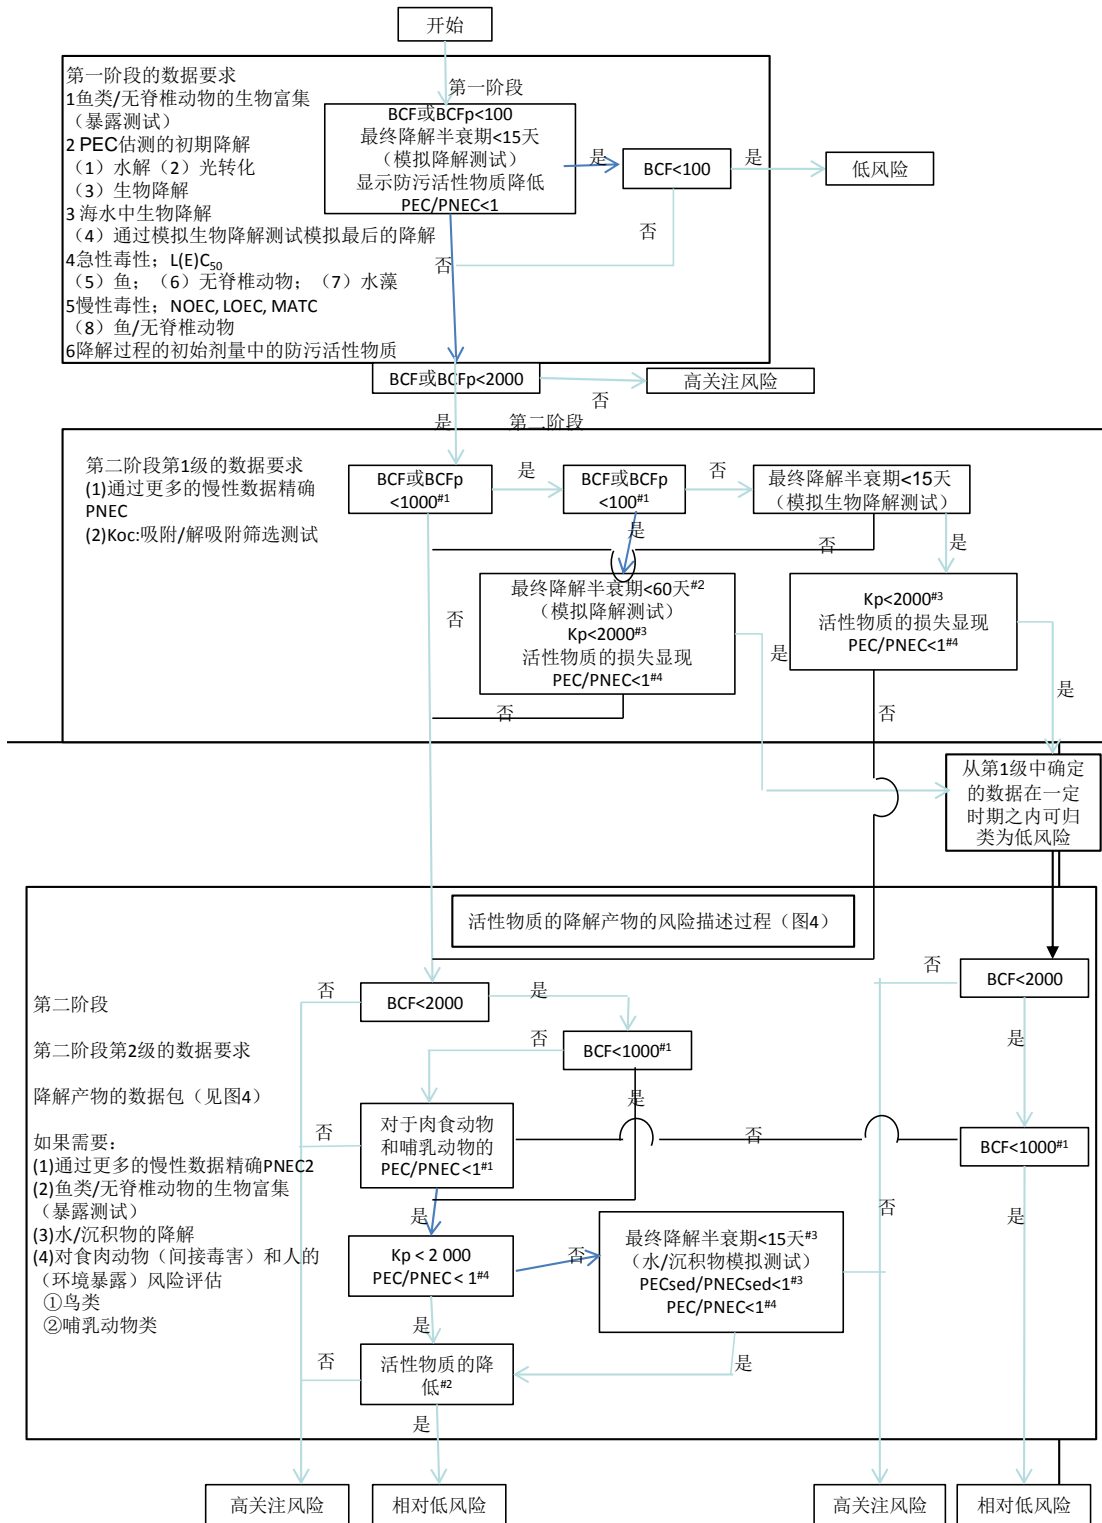 开始
第一阶段的数据要求
1鱼类/无脊椎动物的生物富集
（暴露测试）
2 PEC估测的初期降解
（1）水解（2）光转化
（3）生物降解
3 海水中生物降解
（4）通过模拟生物降解测试模拟最后的降解
4急性毒性；L(E)C50
（5）鱼；（6）无脊椎动物；（7）水藻
5慢性毒性；NOEC, LOEC, MATC
（8）鱼/无脊椎动物
6降解过程的初始剂量中的防污活性物质
第一阶段
BCF或BCFp<100
最终降解半衰期<15天
（模拟降解测试）
显示防污活性物质降低
PEC/PNEC<1
是
BCF<100
是
低风险
否
否
BCF或BCFp<2000
否
高关注风险
是
第二阶段
第二阶段第1级的数据要求
(1)通过更多的慢性数据精确
PNEC
(2)Koc:吸附/解吸附筛选测试
BCF或BCFp
<1000#1
是
BCF或BCFp
<100#1
否
最终降解半衰期<15天
（模拟生物降解测试）
是
否
是
否
最终降解半衰期<60天#2
（模拟降解测试）
Kp<2000#3
活性物质的损失显现
PEC/PNEC<1#4
是
Kp<2000#3
活性物质的损失显现
PEC/PNEC<1#4
否
否
是
从第1级中确定
的数据在一定
时期之内可归
类为低风险
活性物质的降解产物的风险描述过程（图4）
第二阶段
第二阶段第2级的数据要求
降解产物的数据包（见图4）
如果需要：
(1)通过更多的慢性数据精确PNEC2
(2)鱼类/无脊椎动物的生物富集
（暴露测试）
(3)水/沉积物的降解
(4)对食肉动物（间接毒害）和人的
（环境暴露）风险评估
①鸟类
②哺乳动物类
否
BCF<2000
是
否
BCF<1000#1
是
否
对于肉食动物
和哺乳动物的
PEC/PNEC<1#1
是
Kp < 2 000
PEC/PNEC< 1#4
否
最终降解半衰期<15天#3
（水/沉积物模拟测试）
PECsed/PNECsed<1#3
PEC/PNEC<1#4
是
是
否
活性物质的降
低#2
是
否
BCF<2000
是
否
BCF<1000#1
否
是
高关注风险
相对低风险
高关注风险
相对低风险